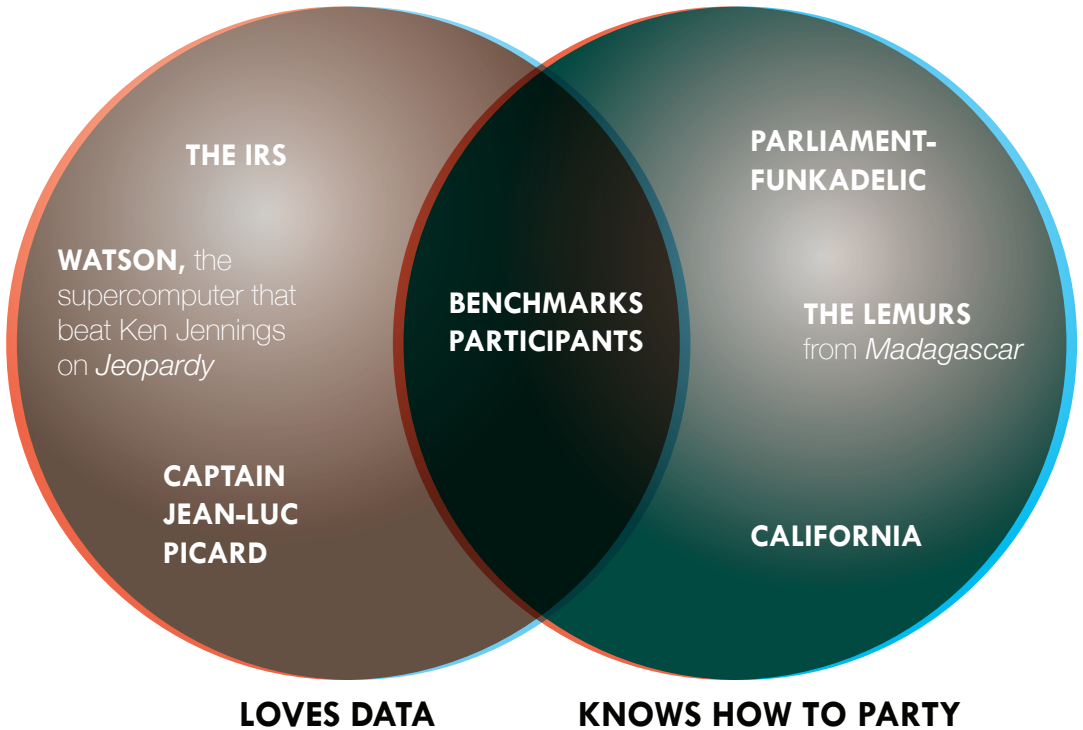 THE IRS
WATSON, the
supercomputer that
beat Ken Jennings
on Jeopardy
CAPTAIN
JEAN-LUC
PICARD
BENCHMARKS
PARTICIPANTS
PARLIAMENT-
FUNKADELIC
THE LEMURS
from Madagascar
CALIFORNIA
LOVES DATA
KNOWS HOW TO PARTY